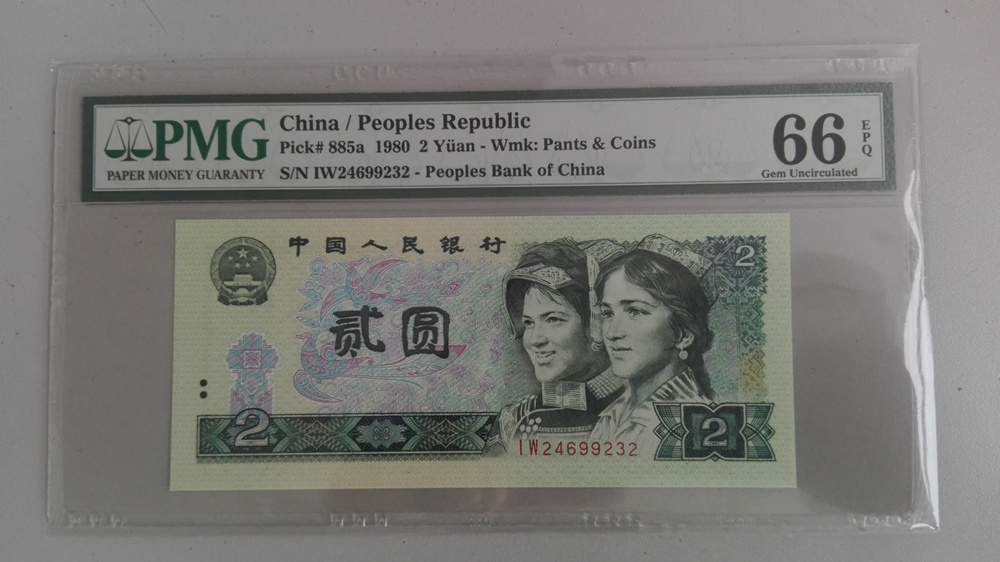 PMG
PAPER MONEY GUARANTY
China / Peoples Republic
Pick# 885a 1980 2 Yüan - Wmk: Pants & Coins
S/N IW24699232 - Peoples Bank of China
66 EPQ
Gem Uncirculated
中国人民银行
2
贰圆
2
IW24699232
2